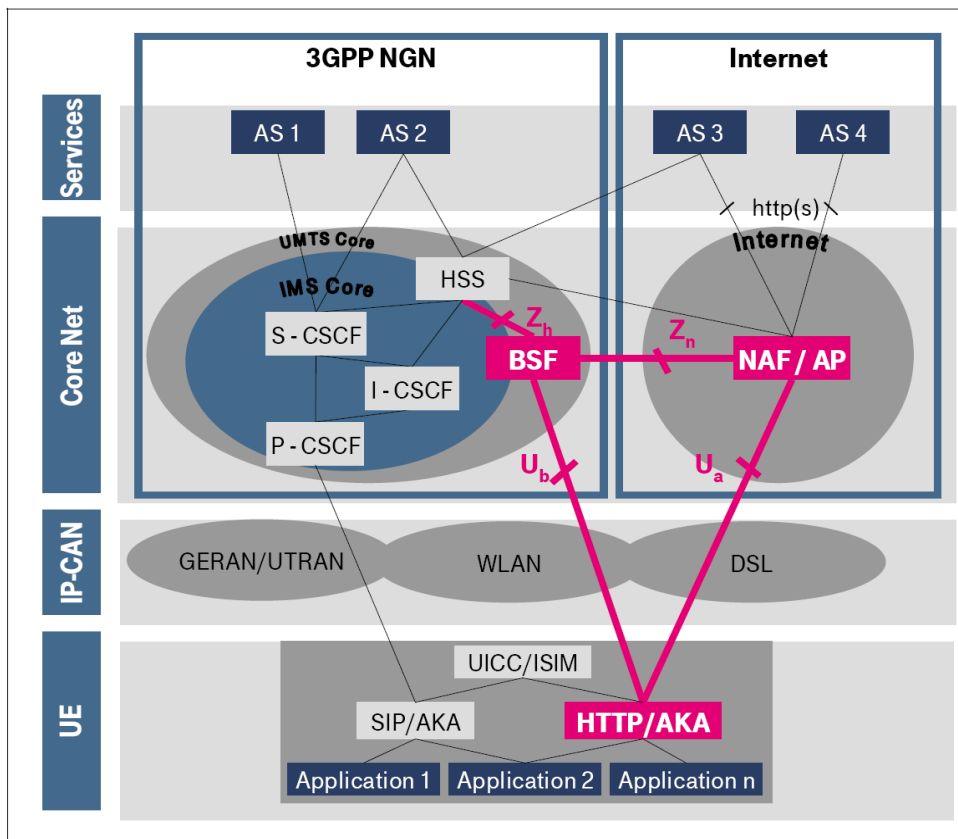 3GPP NGN
Internet
Services
AS 1
AS 2
AS 3
AS 4
http(s)
Core Net
UMTS Core
Internet
IMS Core
HSS
S - CSCF
Zh
Zn
BSF
NAF / AP
I - CSCF
P - CSCF
Ub
Ua
IP-CAN
GERAN/UTRAN
WLAN
DSL
UE
UICC/ISIM
SIP/AKA
HTTP/AKA
Application 1
Application 2
Application n